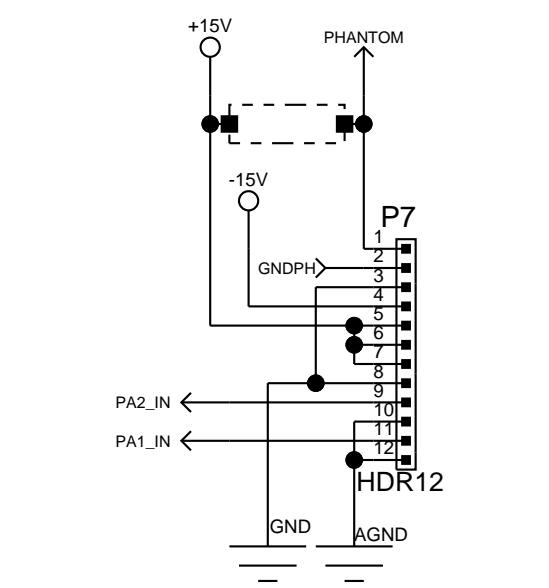 +15V
PHANTOM
-15V
P7
1
2
GNDPH
3
4
5
6
7
8
9
PA2_IN
10
11
PA1_IN
12
HDR12
GND
AGND